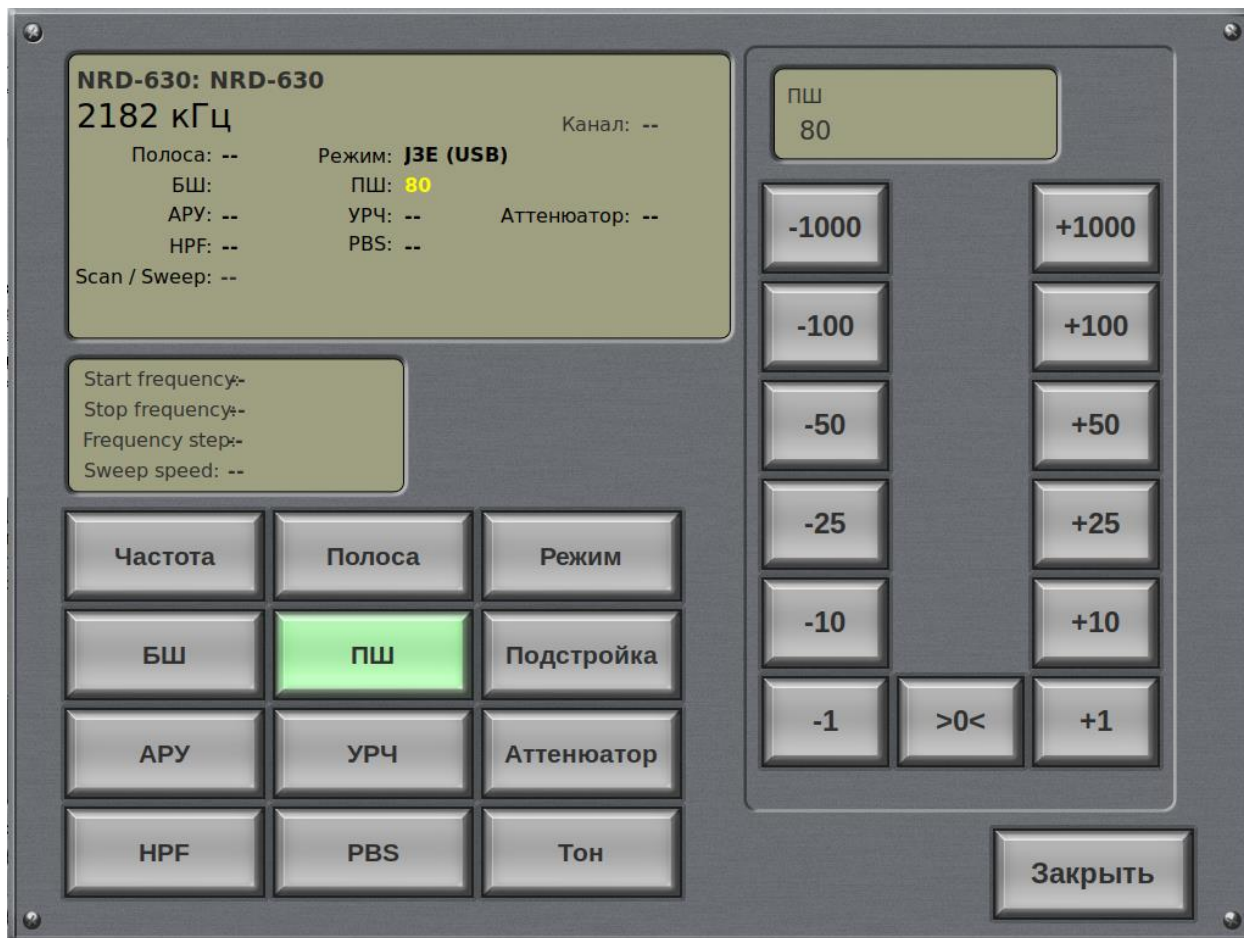 NRD-630: NRD-630
2182 кГц
Канал: --
Полоса: -- Режим: J3E (USB)
БШ: ПШ: 80
АРУ: -- УРЧ: -- Аттенюатор: --
HPF: -- PBS: --
Scan / Sweep: --
Start frequency: --
Stop frequency: --
Frequency step: --
Sweep speed: --
Частота Полоса Режим
БШ ПШ Подстройка
АРУ УРЧ Аттенюатор
HPF PBS Тон
ПШ
80
-1000 +1000
-100 +100
-50 +50
-25 +25
-10 +10
-1 >0< +1
Закрыть